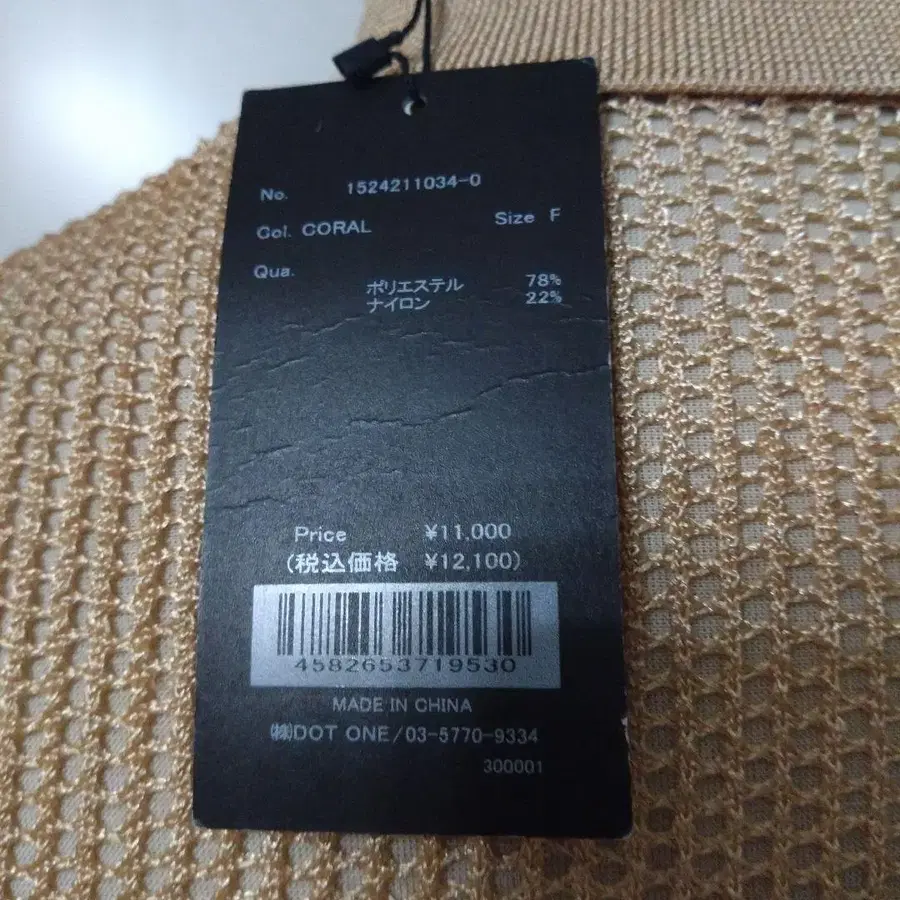 No. 1524211034-0
Col. CORAL Size F
Qua.
ポリエステル 78%
ナイロン 22%
Price ¥11,000
(税込価格 ¥12,100)
4582653719530
MADE IN CHINA
㈱DOT ONE/03-5770-9334
300001